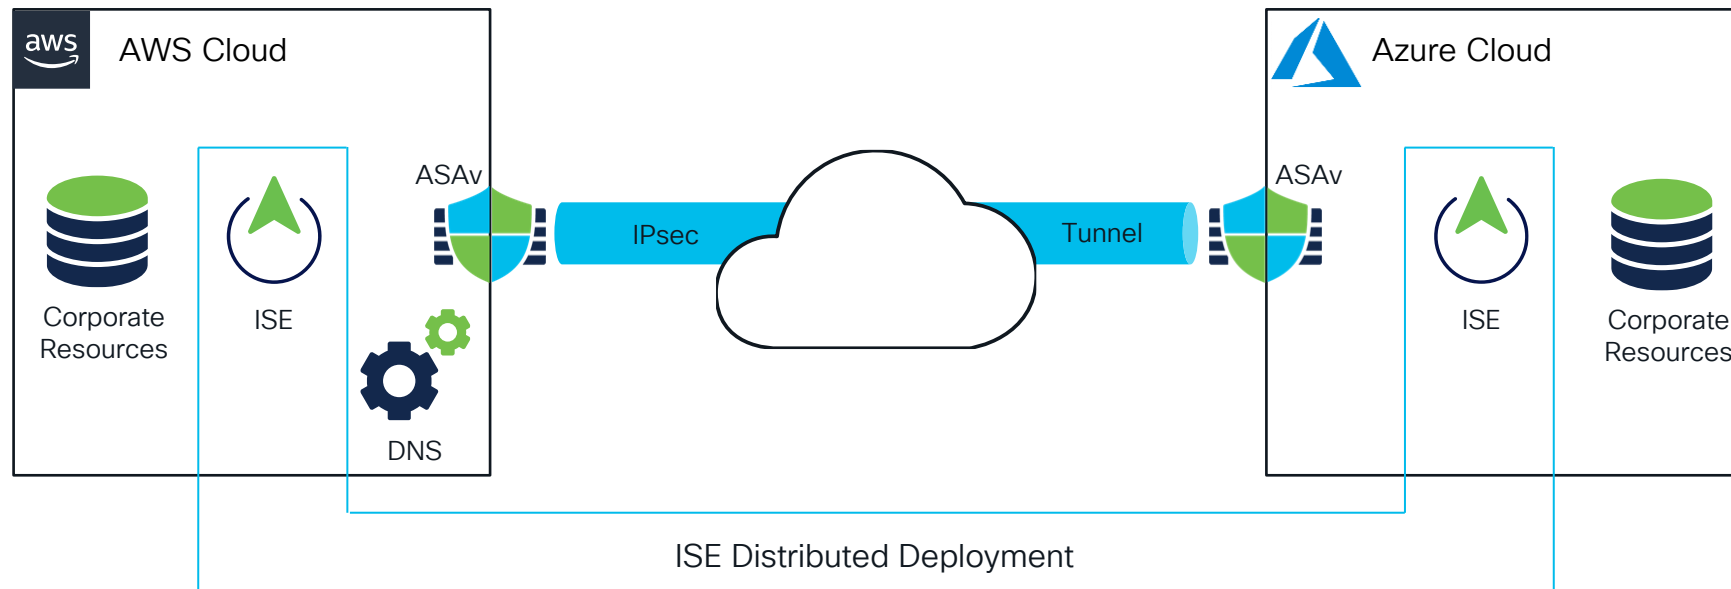 aws
AWS Cloud
Azure Cloud
ASAv
ASAv
IPsec
Tunnel
Corporate
Resources
ISE
DNS
ISE
Corporate
Resources
ISE Distributed Deployment